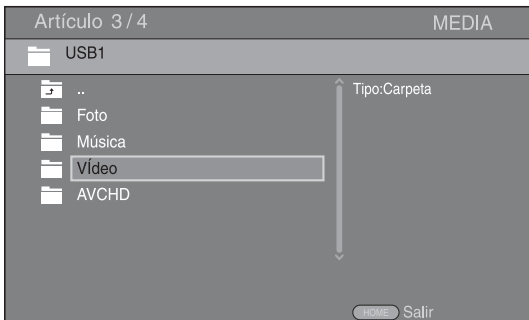 Artículo 3 / 4 MEDIA
USB1
..
Tipo:Carpeta
Foto
Música
VÍdeo
AVCHD
HOME Salir